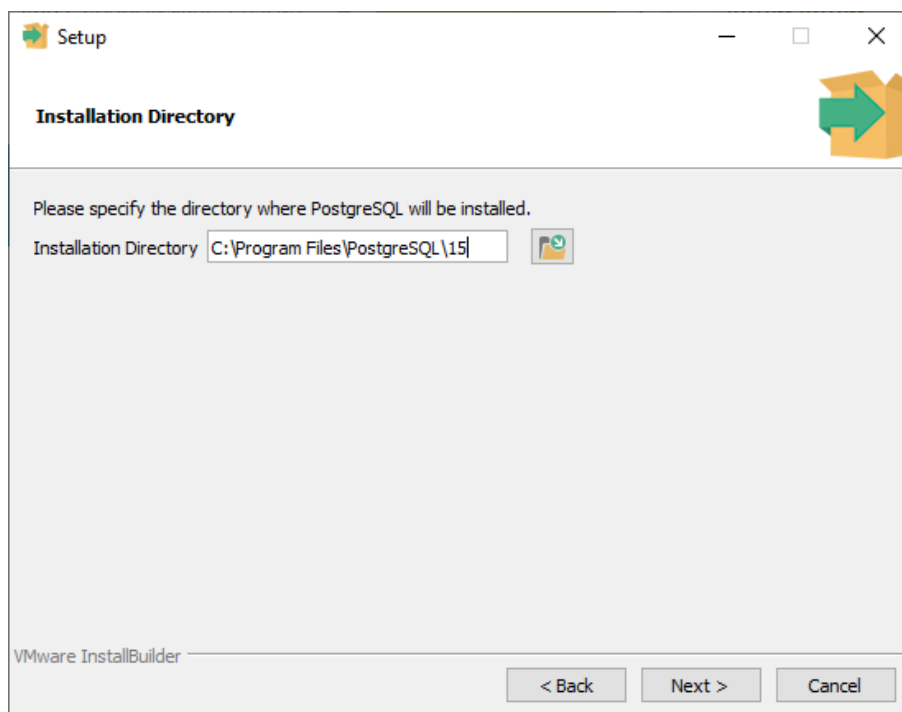 Setup
Installation Directory
Please specify the directory where PostgreSQL will be installed.
Installation Directory C:\Program Files\PostgreSQL\15
VMware InstallBuilder
< Back Next > Cancel